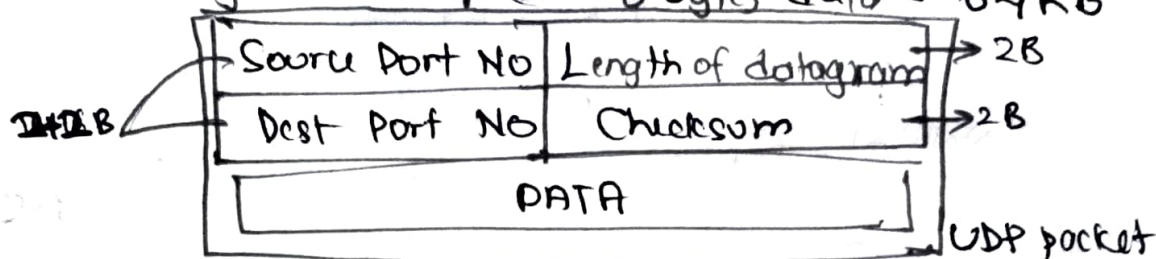 Source Port No Length of datagram → 2B
B Dest Port No Checksum → 2B
DATA
UDP packet